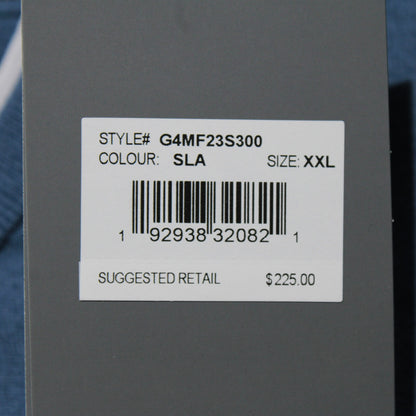 STYLE# G4MF23S300
COLOUR: SLA SIZE: XXL
1 92938 32082 1
SUGGESTED RETAIL $225.00